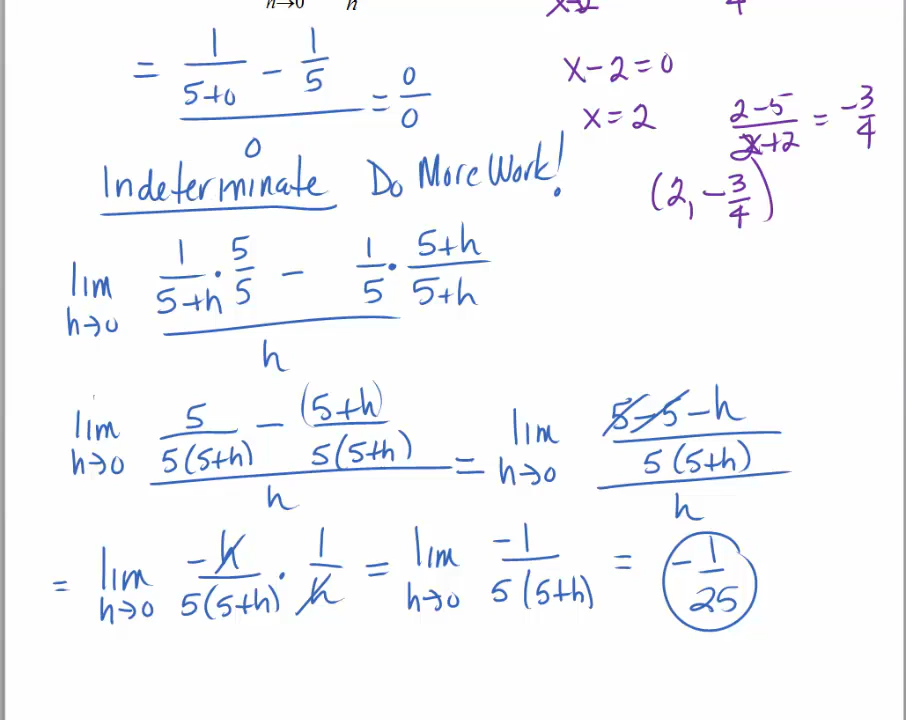 h→0 h
x→2 4
= 1/(5+0) − 1/5 / 0 = 0/0
x − 2 = 0
x = 2
(2−5)/(2+2) = −3/4
(2, −3/4)
Indeterminate Do More Work!
lim h→0 (1/(5+h) · 5/5 − 1/5 · (5+h)/(5+h)) / h
lim h→0 (5/(5(5+h)) − (5+h)/(5(5+h))) / h = lim h→0 ((5−5−h)/(5(5+h))) / h
= lim h→0 −h/(5(5+h)) · 1/h = lim h→0 −1/(5(5+h)) = −1/25